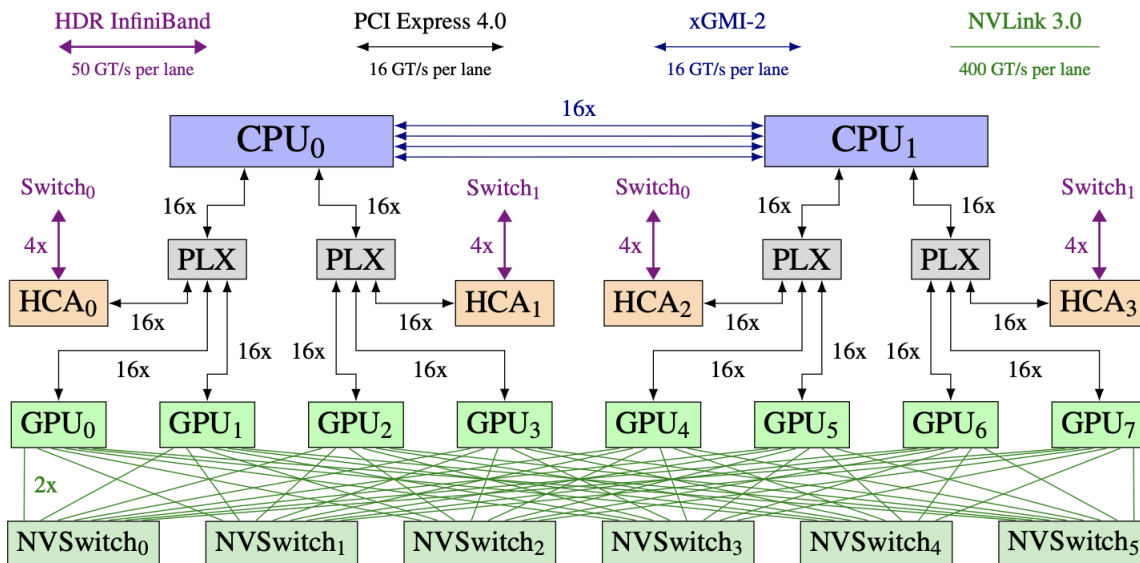 HDR InfiniBand
50 GT/s per lane
PCI Express 4.0
16 GT/s per lane
xGMI-2
16 GT/s per lane
NVLink 3.0
400 GT/s per lane
CPU₀
16x
CPU₁
Switch₀
4x
16x
16x
Switch₁
4x
Switch₀
4x
16x
16x
Switch₁
4x
PLX
PLX
PLX
PLX
HCA₀
16x
16x
HCA₁
HCA₂
16x
16x
HCA₃
16x
16x
16x
16x
16x
16x
16x
16x
GPU₀
GPU₁
GPU₂
GPU₃
GPU₄
GPU₅
GPU₆
GPU₇
2x
NVSwitch₀
NVSwitch₁
NVSwitch₂
NVSwitch₃
NVSwitch₄
NVSwitch₅